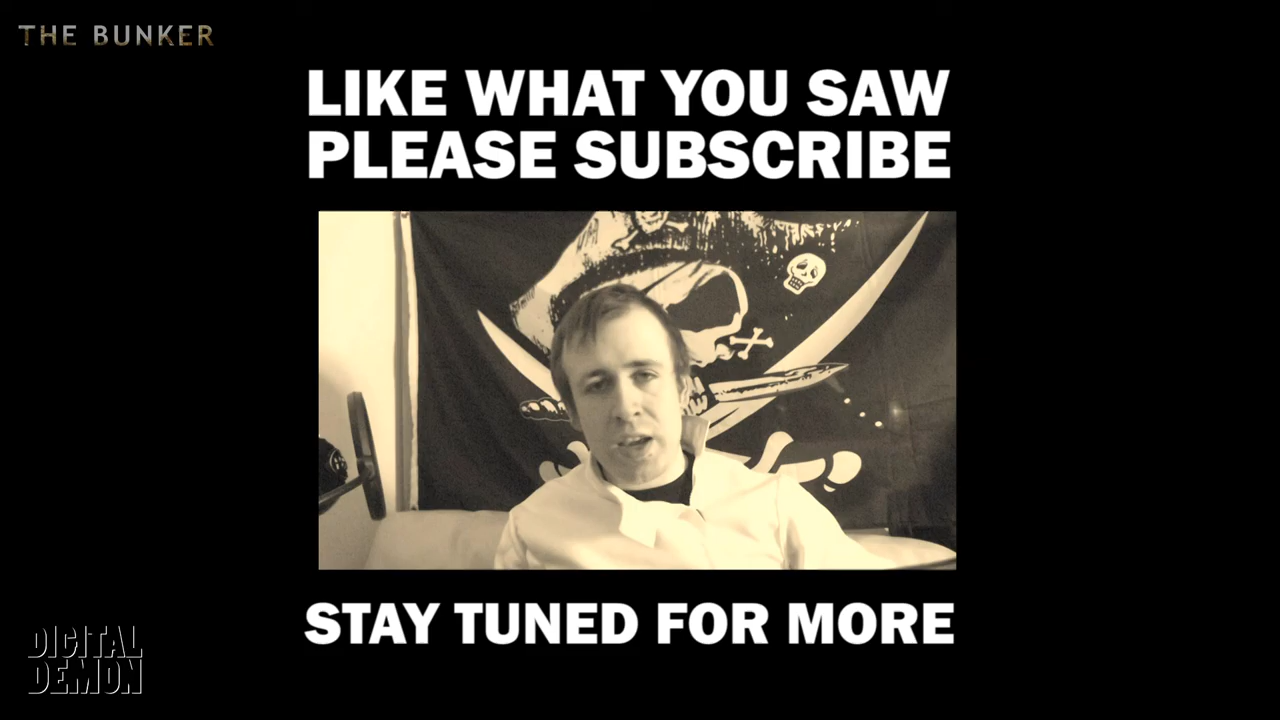 THE BUNKER
LIKE WHAT YOU SAW
PLEASE SUBSCRIBE
STAY TUNED FOR MORE
DIGITAL
DEMON